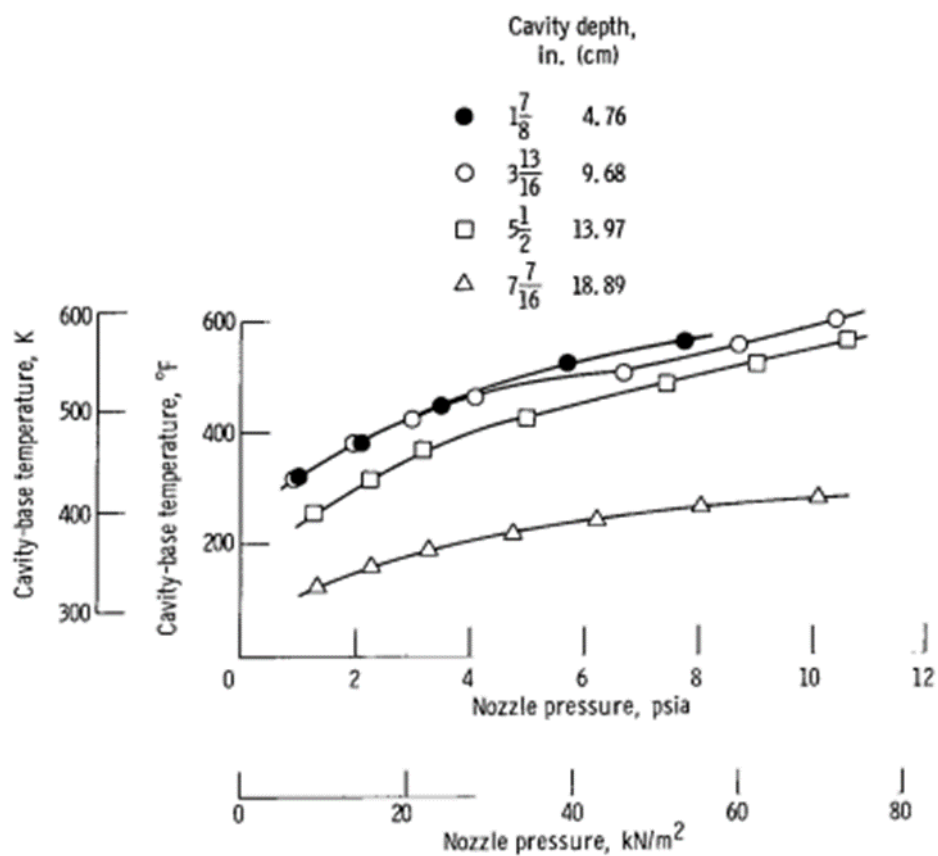 Cavity depth,
in. (cm)
1 7/8 4.76
3 13/16 9.68
5 1/2 13.97
7 7/16 18.89
600
500
400
300
Cavity-base temperature, K
600
400
200
Cavity-base temperature, °F
0 2 4 6 8 10 12
Nozzle pressure, psia
0 20 40 60 80
Nozzle pressure, kN/m²